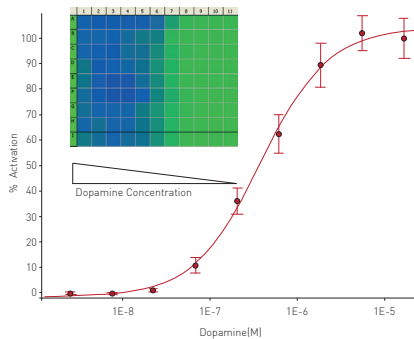 1 2 3 4 5 6 7 8 9 10 11
A
B
C
D
E
F
G
H
I
Dopamine Concentration
% Activation
100
90
80
70
60
50
40
30
20
10
0
1E-8 1E-7 1E-6 1E-5
Dopamine(M)